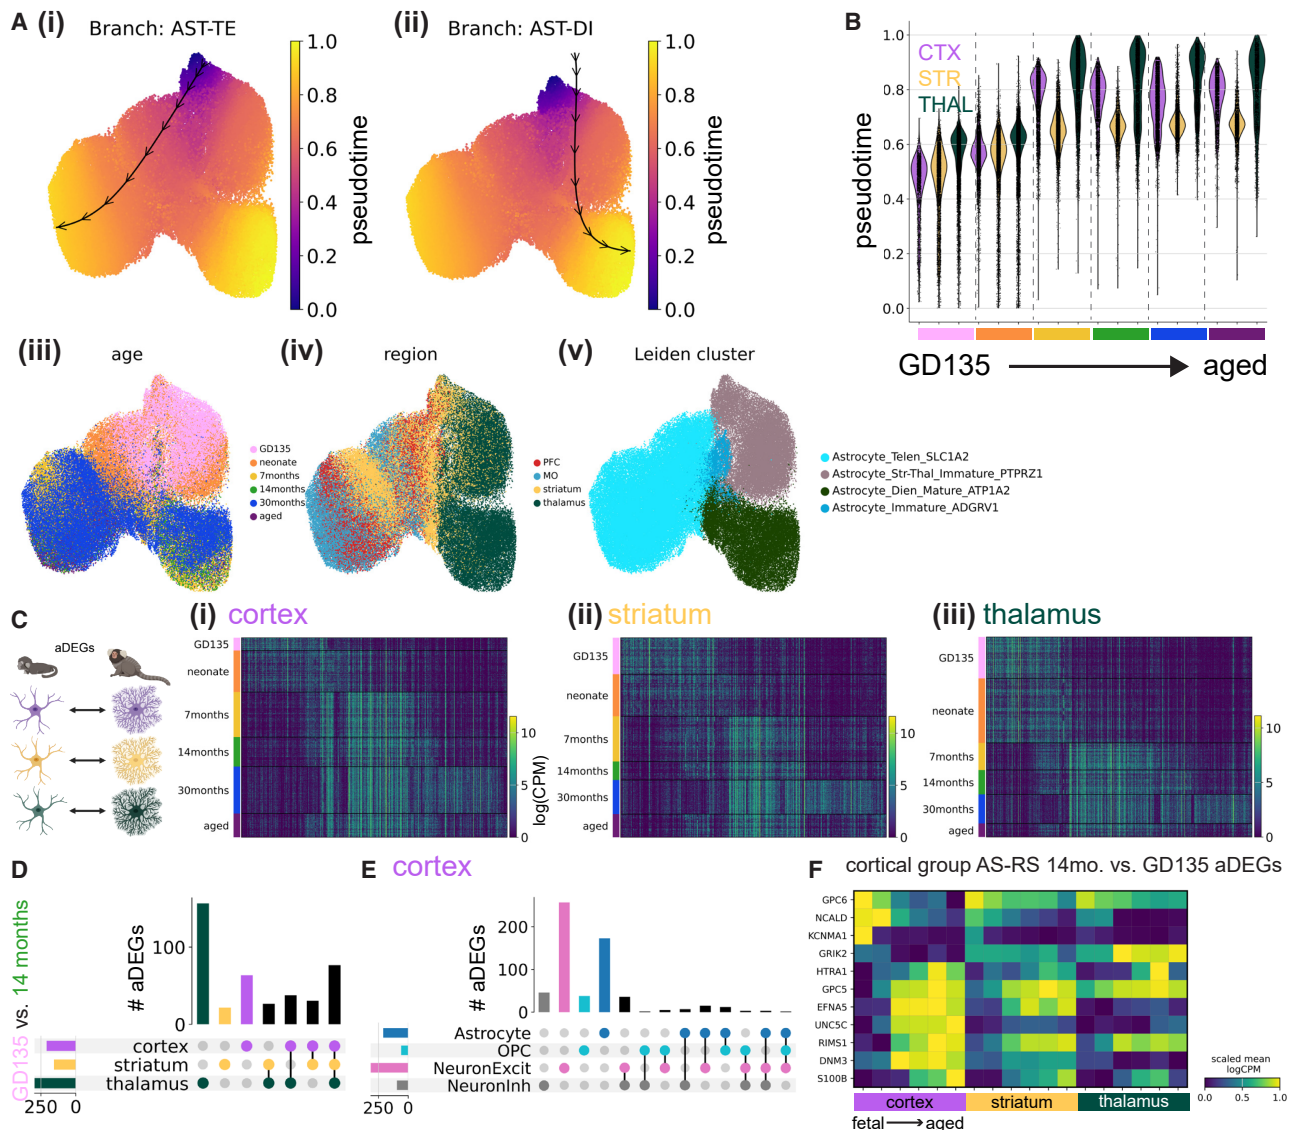 A (i) Branch: AST-TE
1.0
0.8
0.6
0.4
0.2
0.0
pseudotime
(ii) Branch: AST-DI
1.0
0.8
0.6
0.4
0.2
0.0
pseudotime
B
CTX
STR
THAL
pseudotime
1.0
0.8
0.6
0.4
0.2
0.0
GD135 aged
(iii) age
GD135
neonate
7months
14months
30months
aged
(iv) region
PFC
MO
striatum
thalamus
(v) Leiden cluster
Astrocyte_Telen_SLC1A2
Astrocyte_Str-Thal_Immature_PTPRZ1
Astrocyte_Dien_Mature_ATP1A2
Astrocyte_Immature_ADGRV1
C
aDEGs
(i) cortex
GD135
neonate
7months
14months
30months
aged
10
5
0
log(CPM)
(ii) striatum
GD135
neonate
7months
14months
30months
aged
10
5
0
(iii) thalamus
GD135
neonate
7months
14months
30months
aged
10
5
0
D
GD135 vs. 14 months
# aDEGs
100
0
cortex
striatum
thalamus
250 0
E cortex
# aDEGs
200
100
0
Astrocyte
OPC
NeuronExcit
NeuronInh
250 0
F cortical group AS-RS 14mo. vs. GD135 aDEGs
GPC6
NCALD
KCNMA1
GRIK2
HTRA1
GPC5
EFNA5
UNC5C
RIMS1
DNM3
S100B
cortex striatum thalamus
fetal aged
scaled mean
logCPM
0.0 0.5 1.0